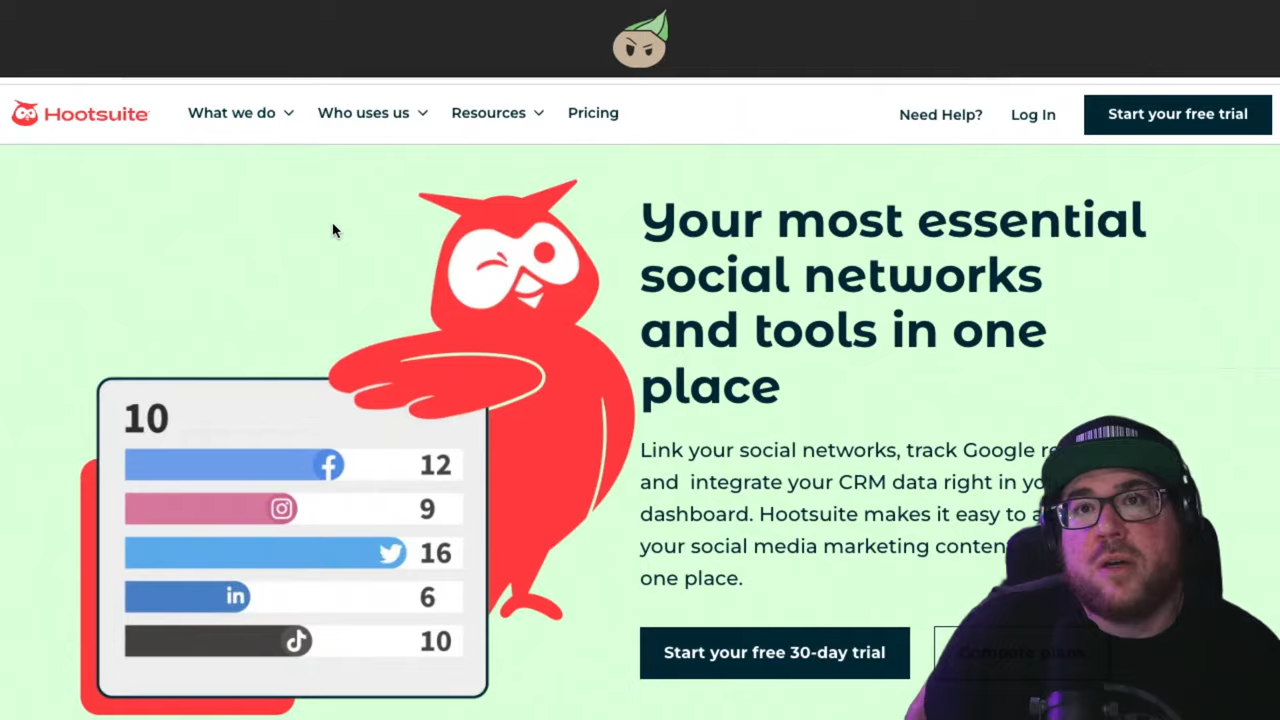 Hootsuite
What we do
Who uses us
Resources
Pricing
Need Help?
Log In
Start your free trial
Your most essential
social networks
and tools in one
place
Link your social networks, track Google
and integrate your CRM data right in
dashboard. Hootsuite makes it easy to
your social media marketing
one place.
Start your free 30-day trial
Compare plans
10
12
9
16
in 6
10